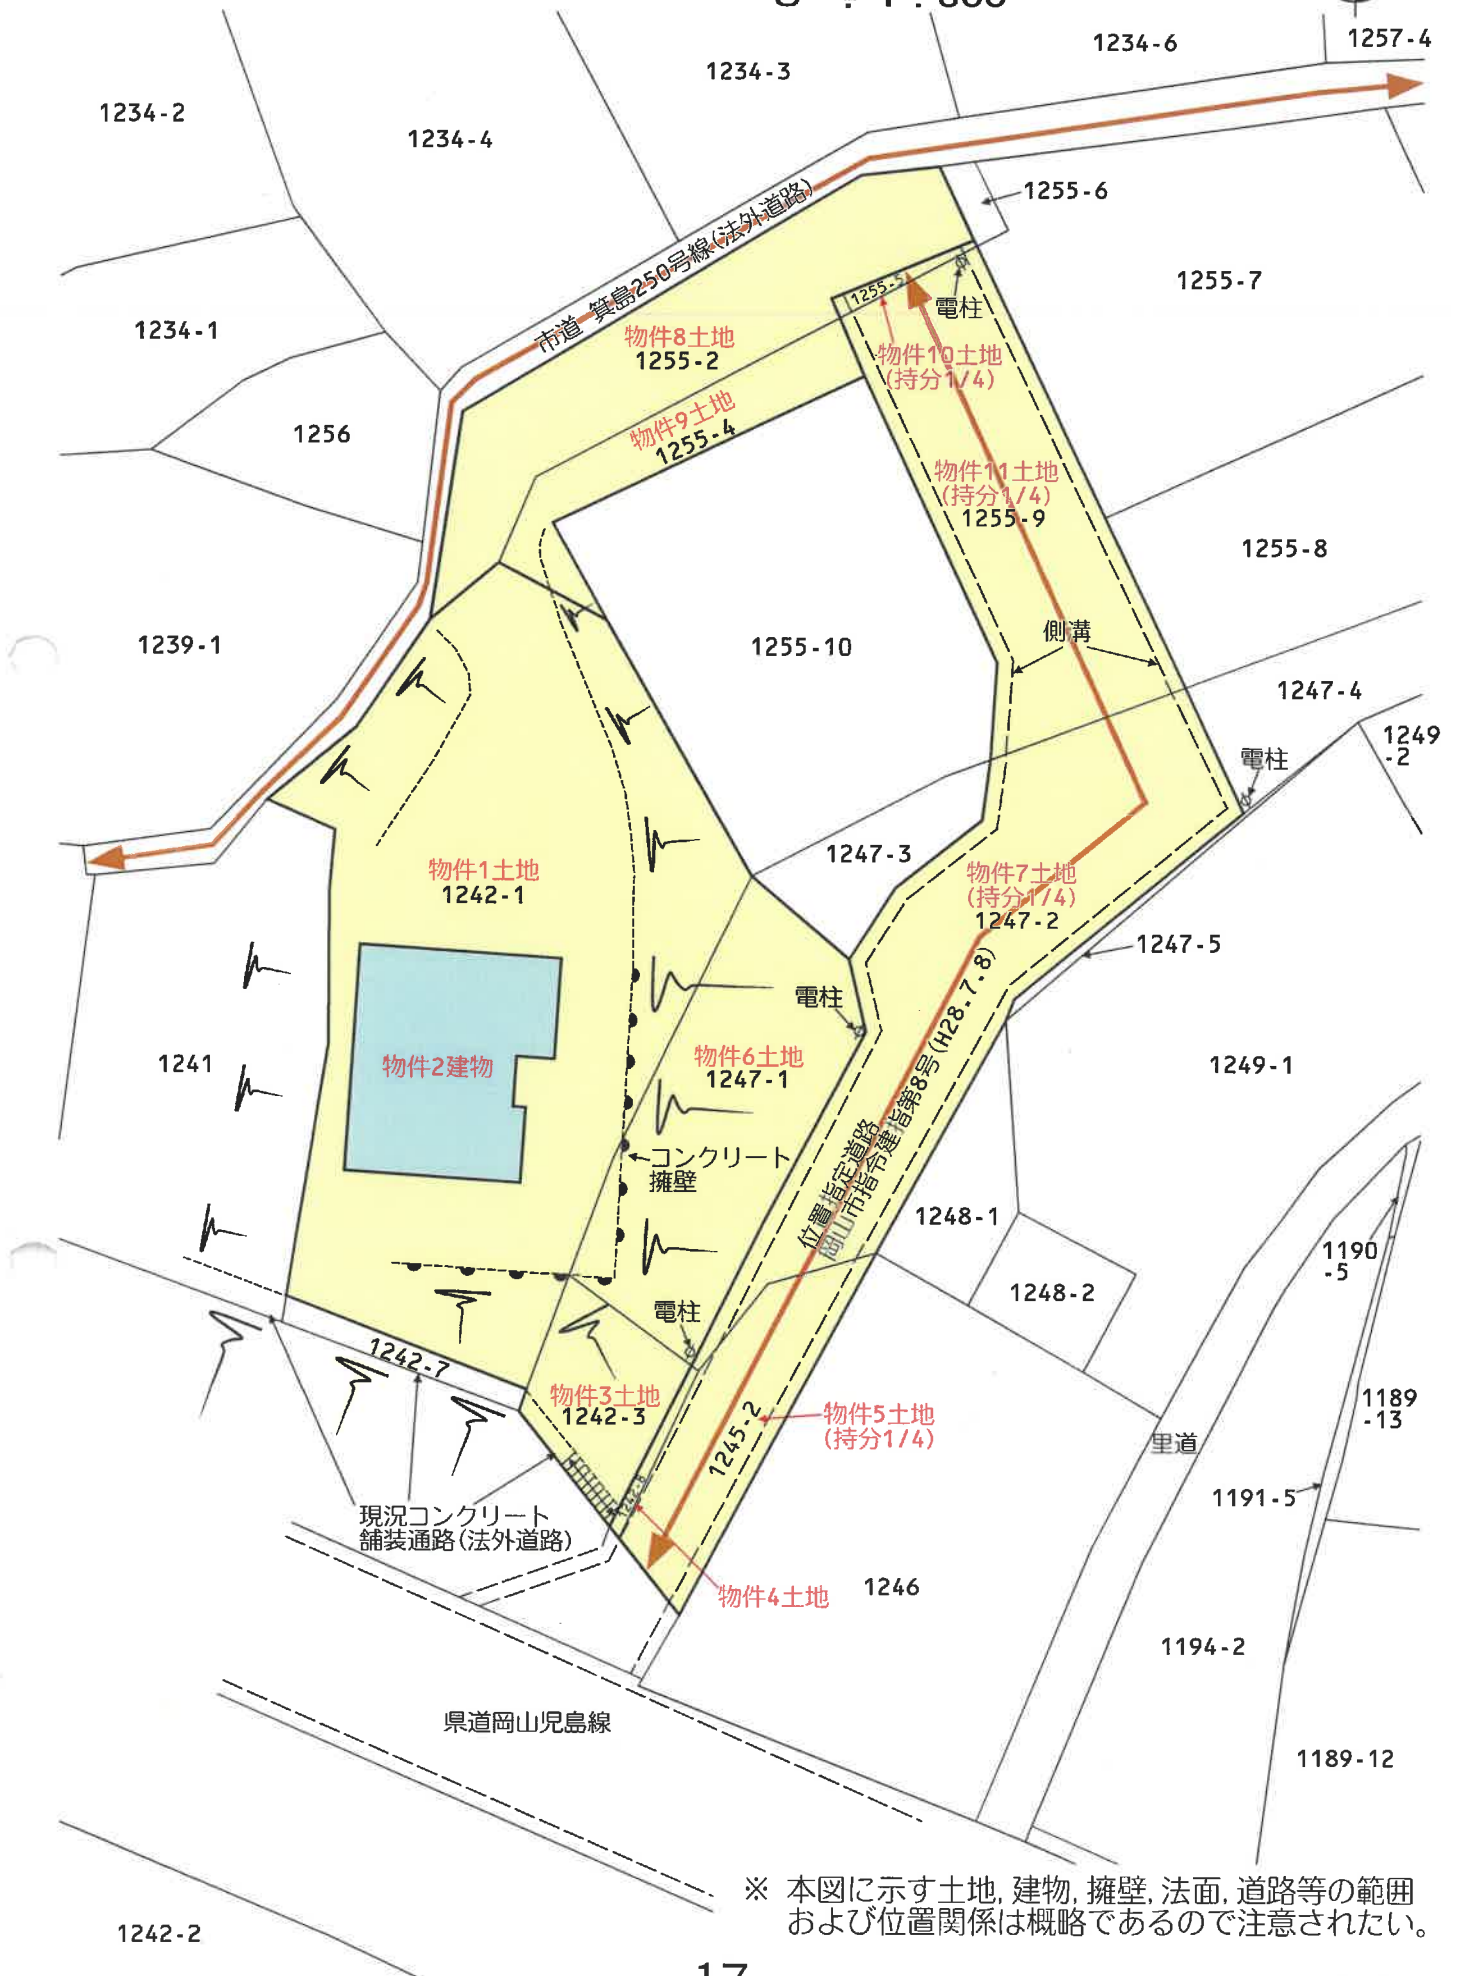 1234-6
1257-4
1234-3
1234-2
1234-4
1255-6
市道 箕島250号線(法外道路)
1255-7
1255-5
電柱
1234-1
物件8土地
1255-2
物件10土地
(持分1/4)
物件9土地
1255-4
1256
物件11土地
(持分1/4)
1255-9
1255-8
1239-1
1255-10
側溝
1247-4
1249
-2
電柱
1247-3
物件1土地
1242-1
物件7土地
(持分1/4)
1247-2
1247-5
電柱
1241
物件2建物
物件6土地
1247-1
1249-1
位置指定道路
岡山市指令建指第8号(H28.7.8)
コンクリート
擁壁
1248-1
1190
-5
1248-2
電柱
1242-7
物件3土地
1242-3
物件5土地
(持分1/4)
1245-2
1189
-13
里道
1191-5
現況コンクリート
舗装通路(法外道路)
物件4土地
1246
1194-2
県道岡山児島線
1189-12
※ 本図に示す土地, 建物, 擁壁, 法面, 道路等の範囲
および位置関係は概略であるので注意されたい。
1242-2
17